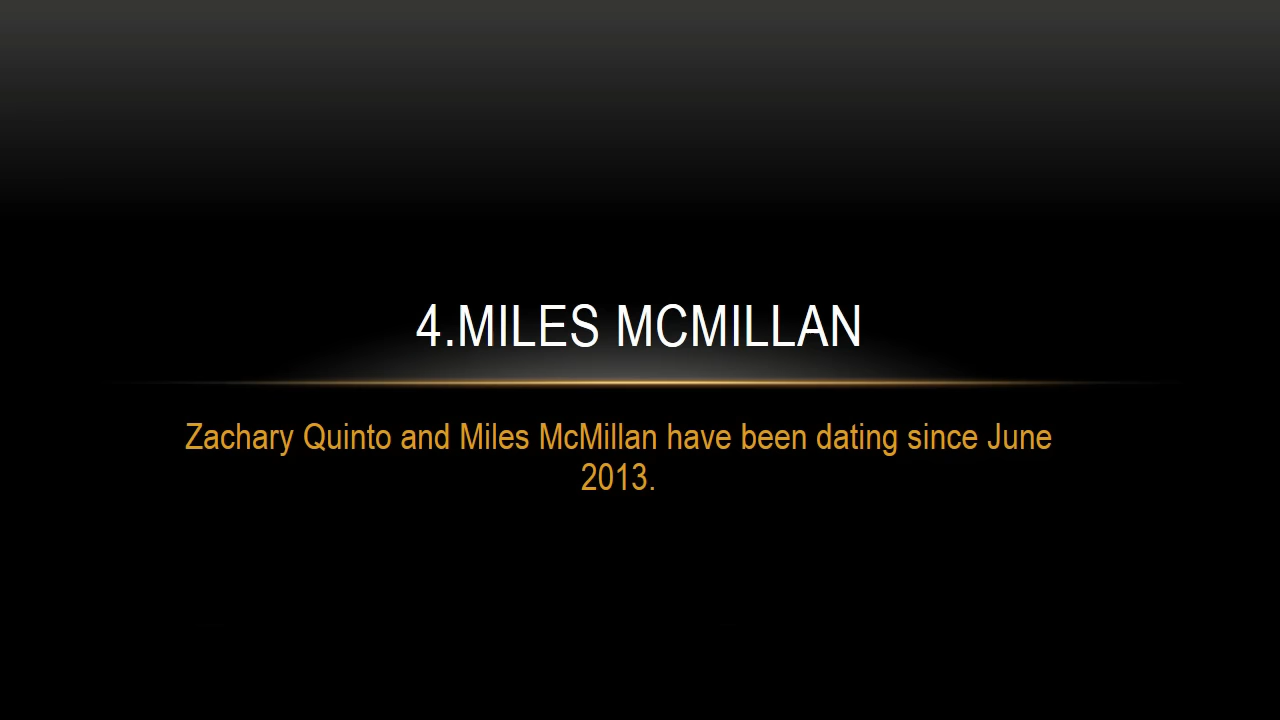 4.MILES MCMILLAN
Zachary Quinto and Miles McMillan have been dating since June
2013.